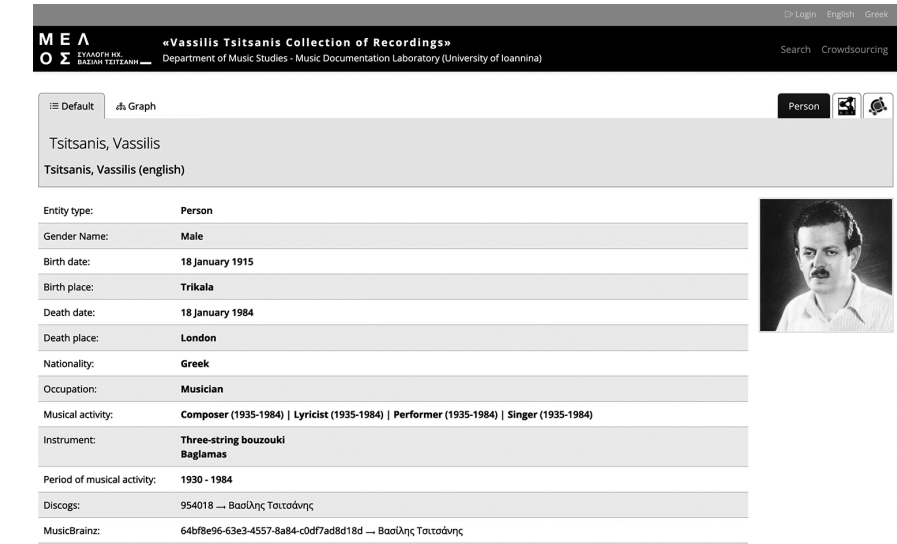 Login English Greek
ΜΕΛ
ΟΣ ΣΥΛΛΟΓΗ ΗΧ.
ΒΑΣΙΛΗ ΤΣΙΤΣΑΝΗ
«Vassilis Tsitsanis Collection of Recordings»
Department of Music Studies - Music Documentation Laboratory (University of Ioannina)
Search Crowdsourcing
Default Graph
Person
Tsitsanis, Vassilis
Tsitsanis, Vassilis (english)
Entity type: Person
Gender Name: Male
Birth date: 18 January 1915
Birth place: Trikala
Death date: 18 January 1984
Death place: London
Nationality: Greek
Occupation: Musician
Musical activity: Composer (1935-1984) | Lyricist (1935-1984) | Performer (1935-1984) | Singer (1935-1984)
Instrument: Three-string bouzouki
Baglamas
Period of musical activity: 1930 - 1984
Discogs: 954018 → Βασίλης Τσιτσάνης
MusicBrainz: 64bf8e96-63e3-4557-8a84-c0df7ad8d18d → Βασίλης Τσιτσάνης